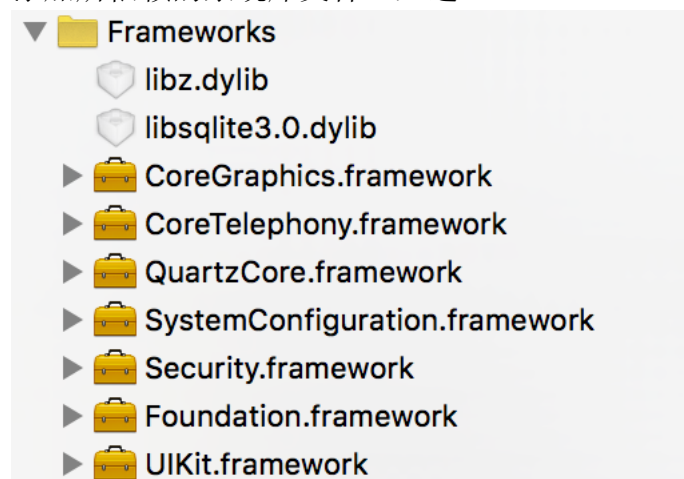 Frameworks
libz.dylib
libsqlite3.0.dylib
CoreGraphics.framework
CoreTelephony.framework
QuartzCore.framework
SystemConfiguration.framework
Security.framework
Foundation.framework
UIKit.framework